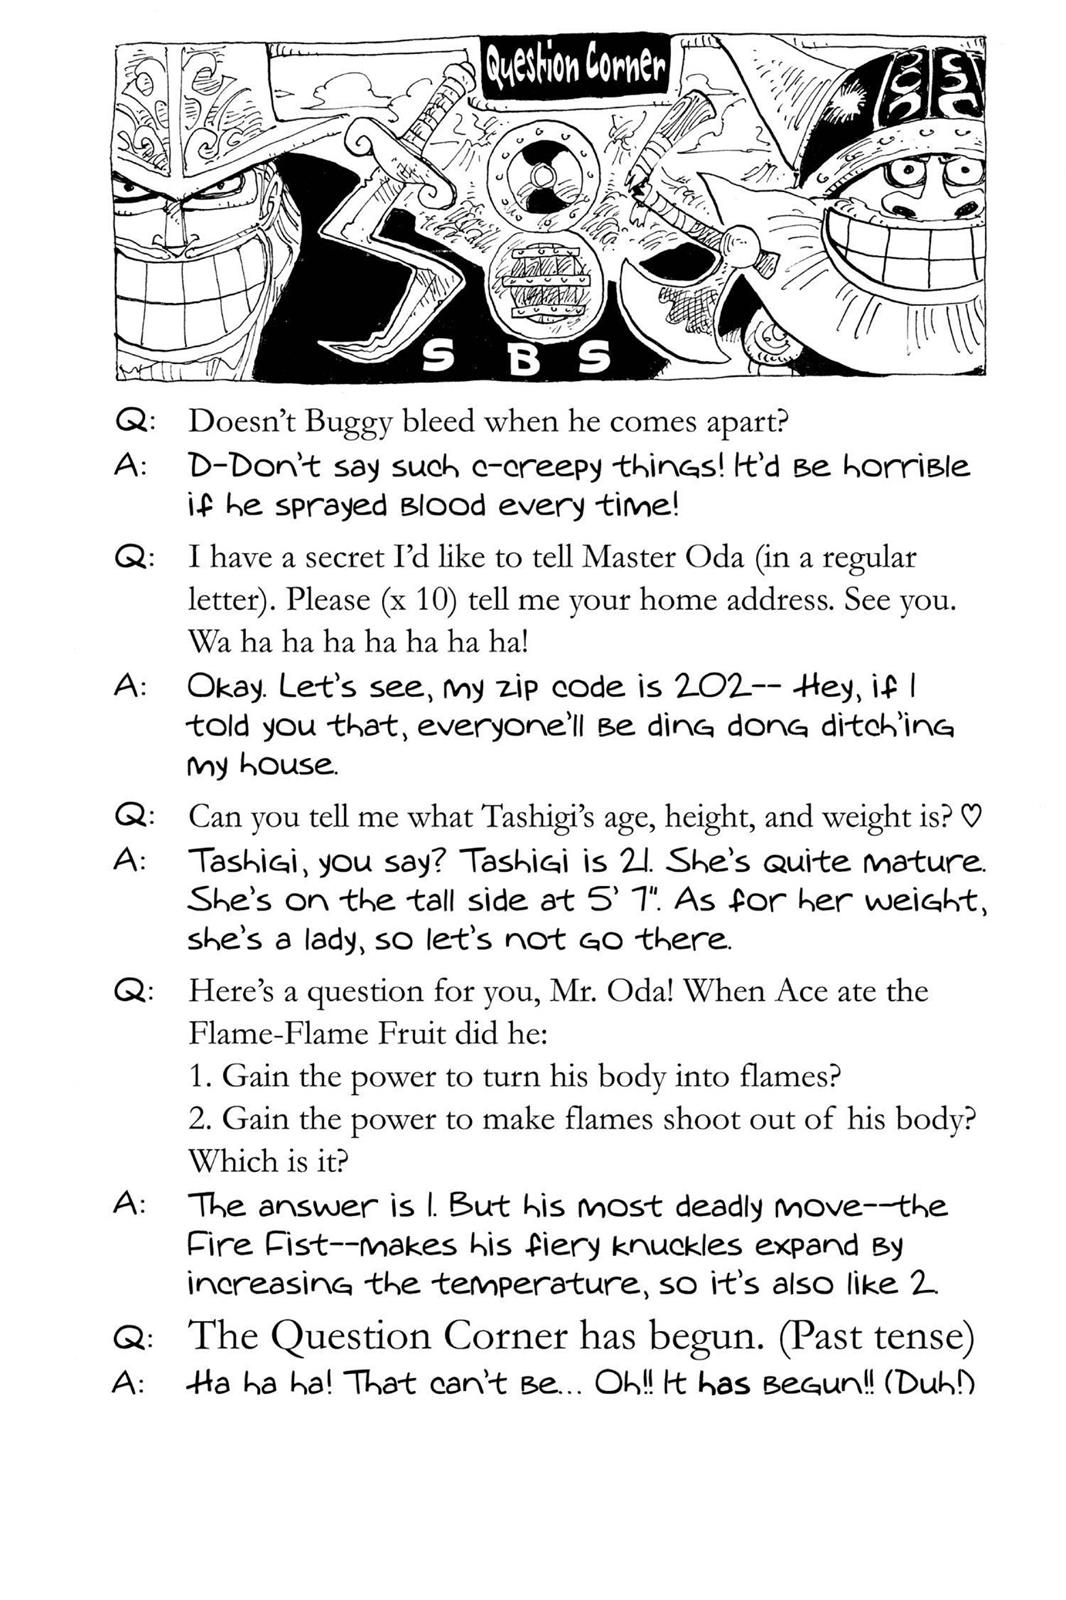 Question Corner
S B S
Q: Doesn't Buggy bleed when he comes apart?
A: D-Don't say such c-creepy things! It'd be horrible
if he sprayed blood every time!
Q: I have a secret I'd like to tell Master Oda (in a regular
letter). Please (x 10) tell me your home address. See you.
Wa ha ha ha ha ha ha ha!
A: Okay. Let's see, my zip code is 202-- Hey, if I
told you that, everyone'll be ding dong ditch'ing
my house.
Q: Can you tell me what Tashigi's age, height, and weight is? ♡
A: Tashigi, you say? Tashigi is 21. She's quite mature.
She's on the tall side at 5' 7". As for her weight,
she's a lady, so let's not go there.
Q: Here's a question for you, Mr. Oda! When Ace ate the
Flame-Flame Fruit did he:
1. Gain the power to turn his body into flames?
2. Gain the power to make flames shoot out of his body?
Which is it?
A: The answer is 1. But his most deadly move--the
Fire Fist--makes his fiery knuckles expand by
increasing the temperature, so it's also like 2.
Q: The Question Corner has begun. (Past tense)
A: Ha ha ha! That can't be... Oh!! It has begun!! (Duh!)